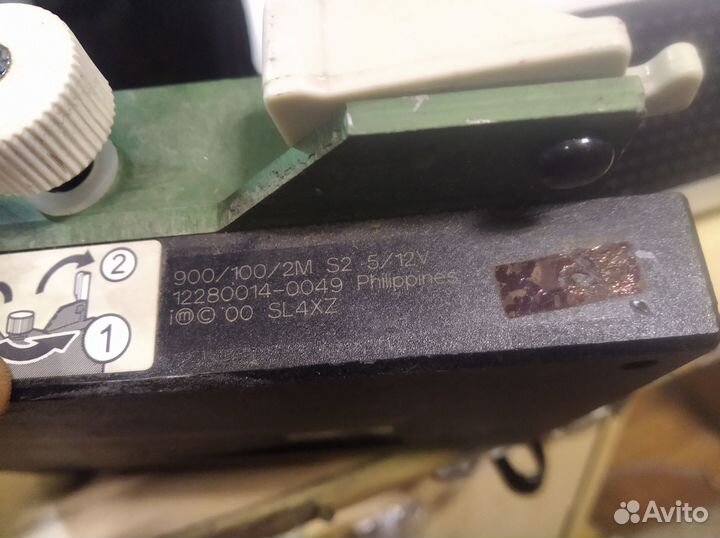 900/100/2M S2 5/12V
12280014-0049 Philippines
i ⓜ © '00 SL4XZ
2
1
Avito